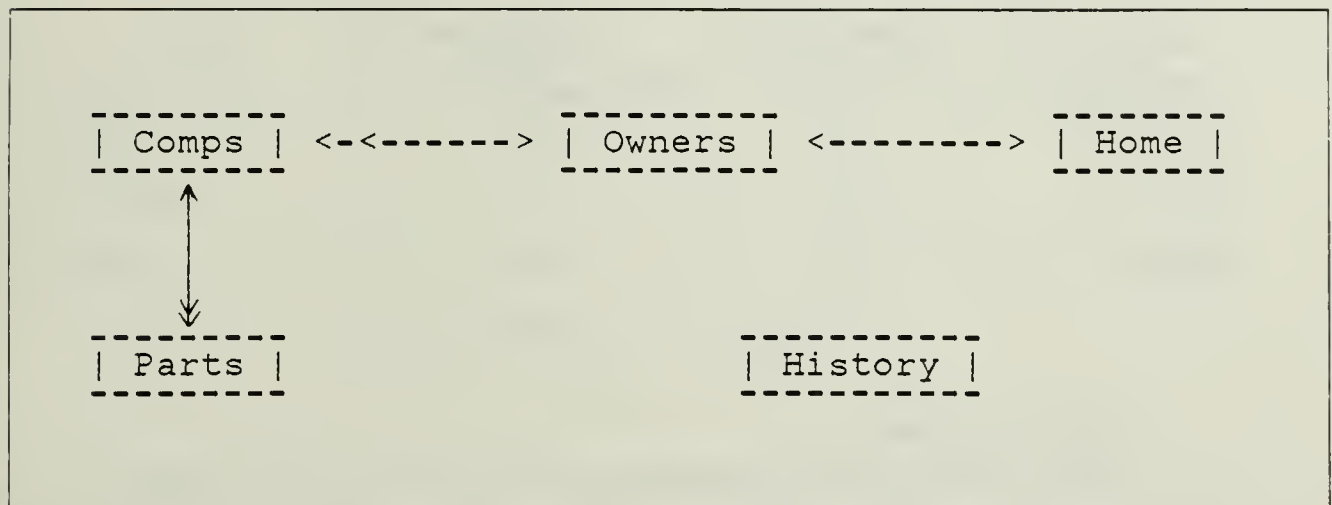 | Comps | <-<------> | Owners | <--------> | Home |
| Parts |
| History |